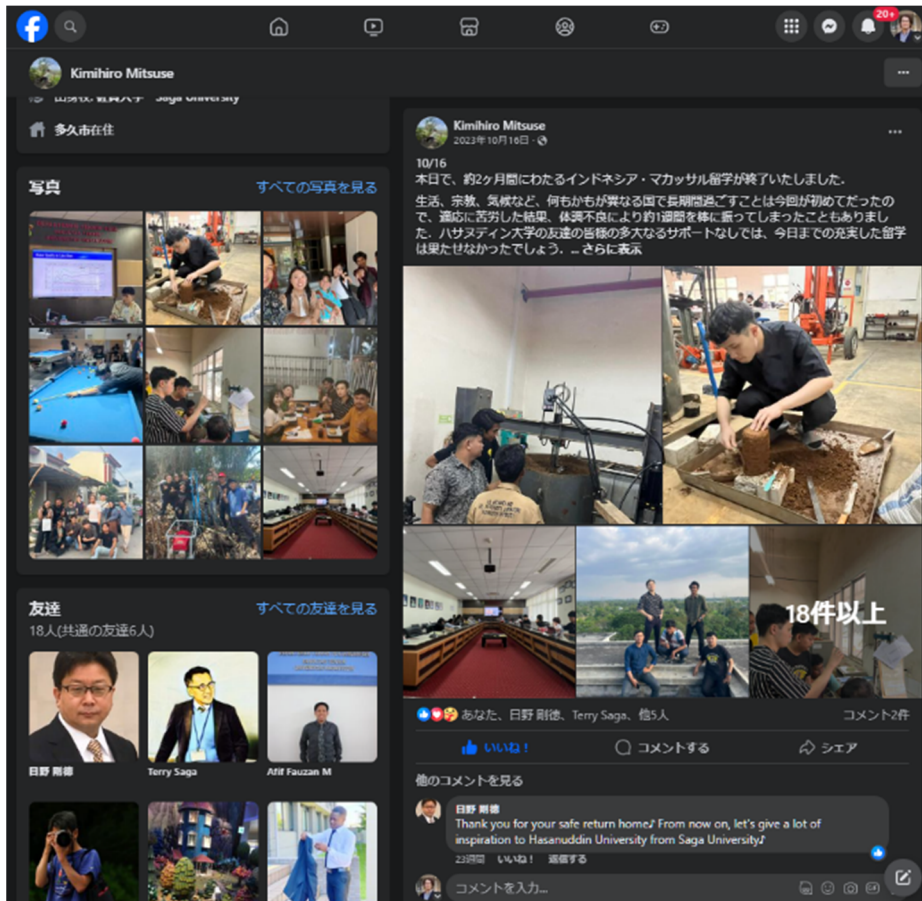 20+
Kimihiro Mitsuse
Saga University
多久市在住
写真
すべての写真を見る
友達
すべての友達を見る
18人(共通の友達6人)
日野 剛徳
Terry Saga
Afif Fauzan M
Kimihiro Mitsuse
2023年10月16日
10/16
本日で、約2ヶ月間にわたるインドネシア・マカッサル留学が終了いたしました。
生活、宗教、気候など、何もかもが異なる国で長期間過ごすことは今回が初めてだったの
で、適応に苦労した結果、体調不良により約1週間を棒に振ってしまったこともありまし
た。ハサヌディン大学の友達の皆様の多大なるサポートなしでは、今日までの充実した留学
は果たせなかったでしょう。... さらに表示
18件以上
あなた、日野 剛徳、Terry Saga、他5人
コメント2件
いいね！
コメントする
シェア
他のコメントを見る
日野 剛徳
Thank you for your safe return home♪ From now on, let's give a lot of
inspiration to Hasanuddin University from Saga University♪
23週間 いいね！ 返信する
コメントを入力...